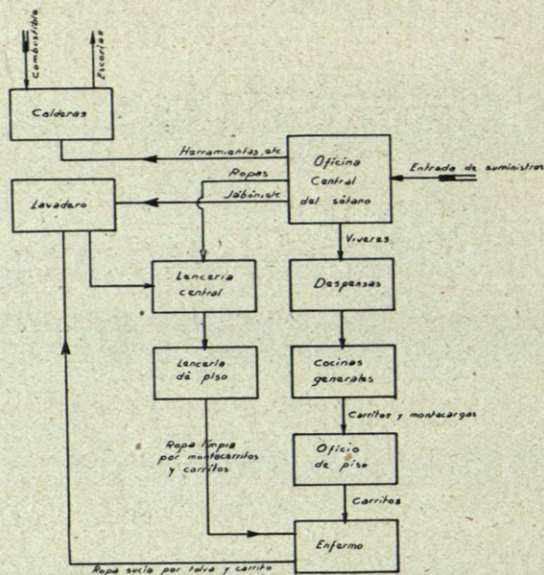 Combustible
Escorias
Calderas
Herramientas, etc
Ropas
Jabón, etc
Oficina
Central
del sótano
Entrada de suministros
Lavadero
Víveres
Lencería
central
Despensas
Lencería
dé piso
Cocinas
generales
Carritos y montacargas
Ropa limpia
por montacarritos
y carritos
Oficio
de piso
Carritos
Enfermo
Ropa sucia por tolva y carrito